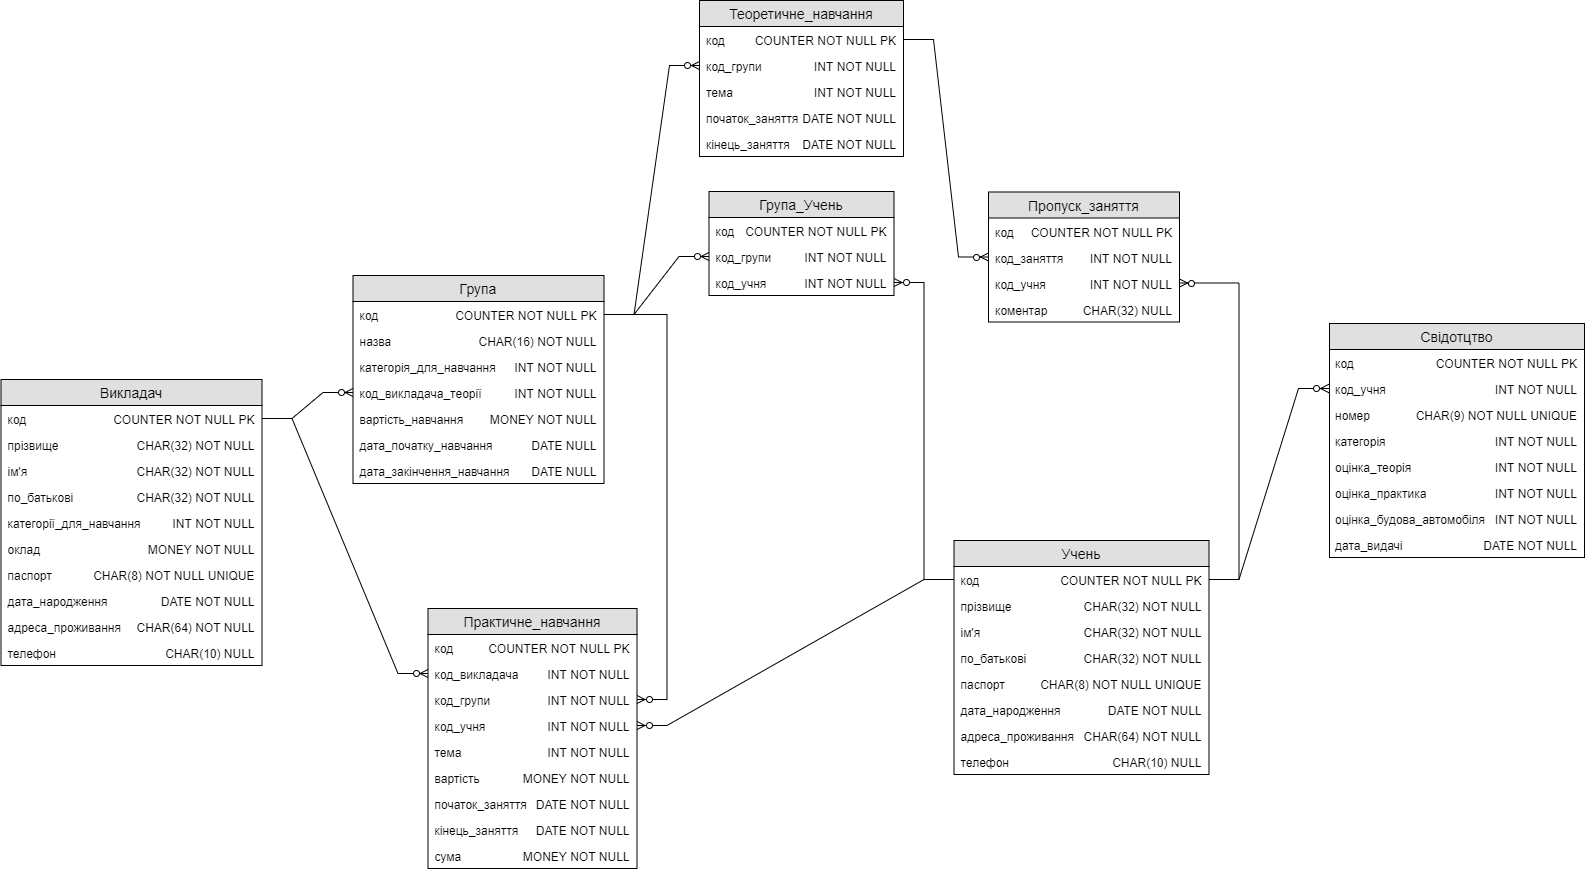 Теоретичне_навчання
код COUNTER NOT NULL PK
код_групи INT NOT NULL
тема INT NOT NULL
початок_заняття DATE NOT NULL
кінець_заняття DATE NOT NULL
Група_Учень
код COUNTER NOT NULL PK
код_групи INT NOT NULL
код_учня INT NOT NULL
Пропуск_заняття
код COUNTER NOT NULL PK
код_заняття INT NOT NULL
код_учня INT NOT NULL
коментар CHAR(32) NULL
Група
код COUNTER NOT NULL PK
назва CHAR(16) NOT NULL
категорія_для_навчання INT NOT NULL
код_викладача_теорії INT NOT NULL
вартість_навчання MONEY NOT NULL
дата_початку_навчання DATE NULL
дата_закінчення_навчання DATE NULL
Свідотцтво
код COUNTER NOT NULL PK
код_учня INT NOT NULL
номер CHAR(9) NOT NULL UNIQUE
категорія INT NOT NULL
оцінка_теорія INT NOT NULL
оцінка_практика INT NOT NULL
оцінка_будова_автомобіля INT NOT NULL
дата_видачі DATE NOT NULL
Викладач
код COUNTER NOT NULL PK
прізвище CHAR(32) NOT NULL
ім'я CHAR(32) NOT NULL
по_батькові CHAR(32) NOT NULL
категорії_для_навчання INT NOT NULL
оклад MONEY NOT NULL
паспорт CHAR(8) NOT NULL UNIQUE
дата_народження DATE NOT NULL
адреса_проживання CHAR(64) NOT NULL
телефон CHAR(10) NULL
Учень
код COUNTER NOT NULL PK
прізвище CHAR(32) NOT NULL
ім'я CHAR(32) NOT NULL
по_батькові CHAR(32) NOT NULL
паспорт CHAR(8) NOT NULL UNIQUE
дата_народження DATE NOT NULL
адреса_проживання CHAR(64) NOT NULL
телефон CHAR(10) NULL
Практичне_навчання
код COUNTER NOT NULL PK
код_викладача INT NOT NULL
код_групи INT NOT NULL
код_учня INT NOT NULL
тема INT NOT NULL
вартість MONEY NOT NULL
початок_заняття DATE NOT NULL
кінець_заняття DATE NOT NULL
сума MONEY NOT NULL